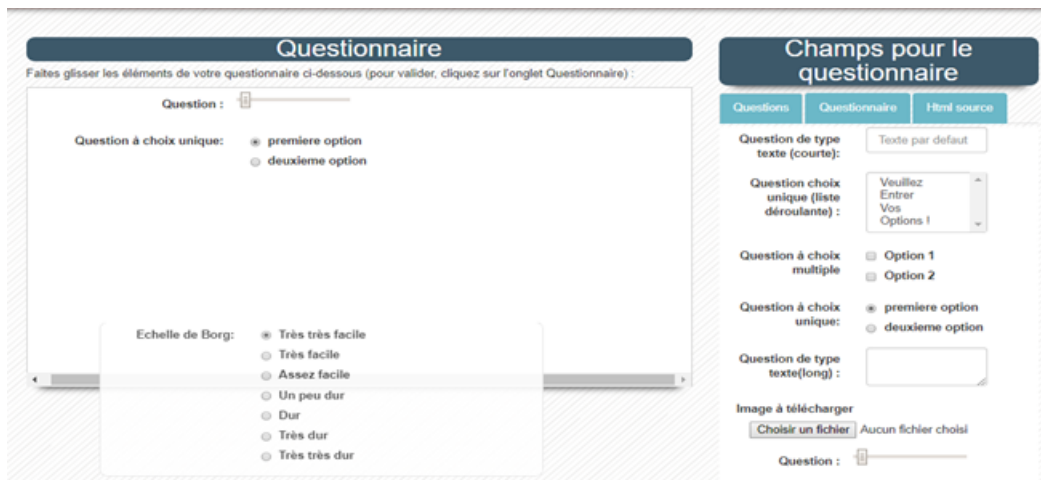 Questionnaire
Faites glisser les éléments de votre questionnaire ci-dessous (pour valider, cliquez sur l'onglet Questionnaire) :
Question :
Question à choix unique:
premiere option
deuxieme option
Echelle de Borg:
Très très facile
Très facile
Assez facile
Un peu dur
Dur
Très dur
Très très dur
Champs pour le
questionnaire
Questions Questionnaire Html source
Question de type
texte (courte):
Texte par defaut
Question choix
unique (liste
déroulante) :
Veuillez
Entrer
Vos
Options !
Question à choix
multiple
Option 1
Option 2
Question à choix
unique:
premiere option
deuxieme option
Question de type
texte(long) :
Image à télécharger
Choisir un fichier Aucun fichier choisi
Question :